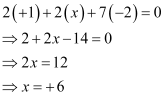 2(+1)+2(x)+7(−2)=0
⇒2+2x−14=0
⇒2x=12
⇒x=+6